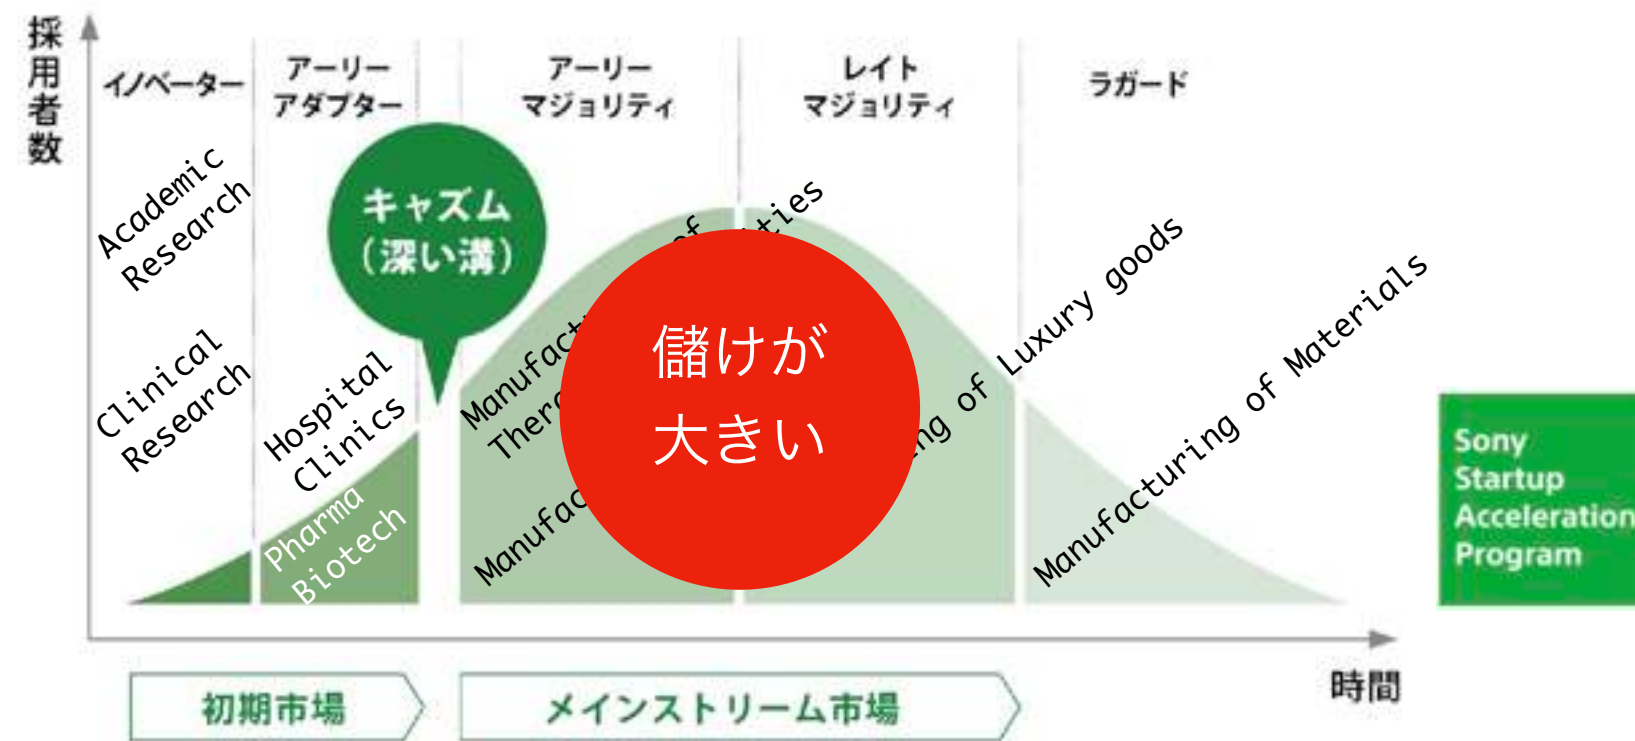 採用者数
イノベーター
アーリー
アダプター
アーリー
マジョリティ
レイト
マジョリティ
ラガード
Academic
Research
キャズム
(深い溝)
Clinical
Research
Hospital
Clinics
Pharma
Biotech
of
儲けが
大きい
of Luxury goods
Manufacturing of Materials
Sony
Startup
Acceleration
Program
時間
初期市場
メインストリーム市場